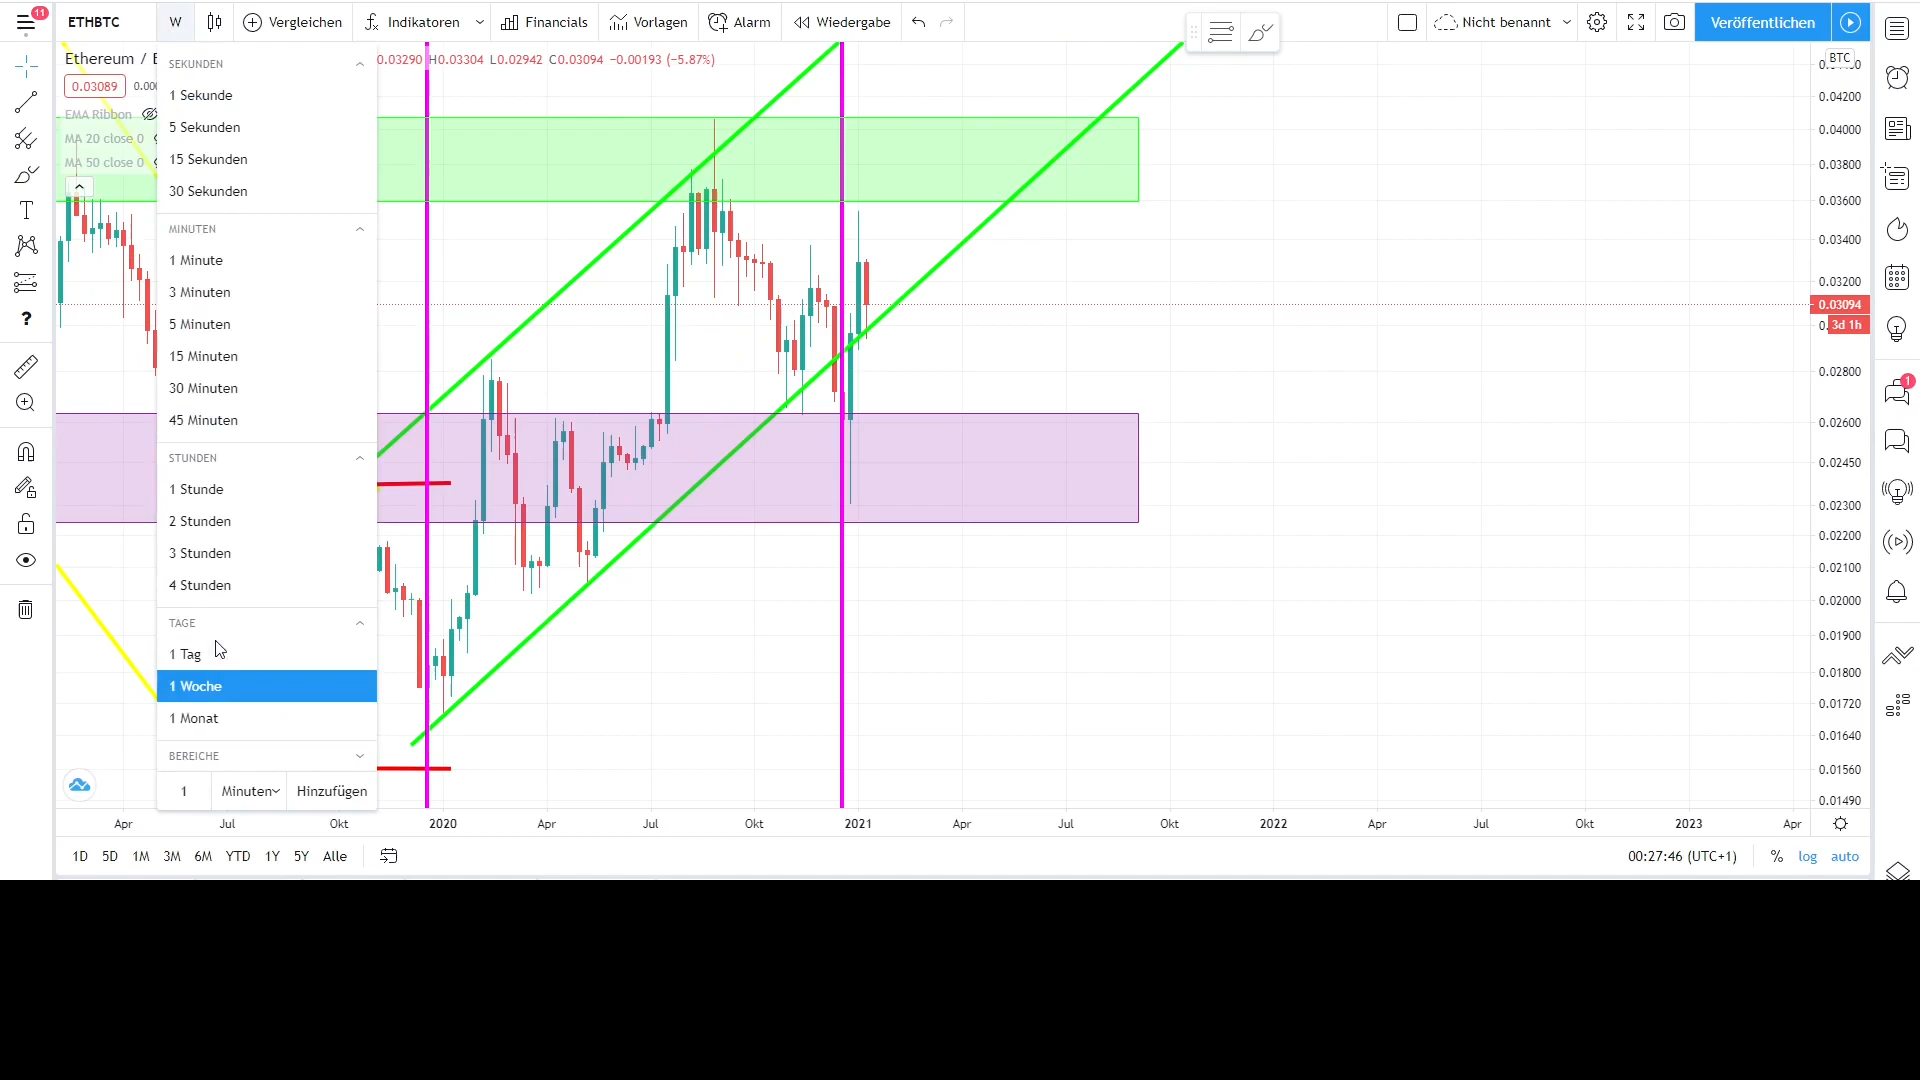 11
ETHBTC
W
Vergleichen
Indikatoren
Financials
Vorlagen
Alarm
Wiedergabe
Nicht benannt
Veröffentlichen
Ethereum /
0.03290 H0.03304 L0.02942 C0.03094 −0.00193 (−5.87%)
0.03089
EMA Ribbon
MA 20 close 0
MA 50 close 0
SEKUNDEN
1 Sekunde
5 Sekunden
15 Sekunden
30 Sekunden
MINUTEN
1 Minute
3 Minuten
5 Minuten
15 Minuten
30 Minuten
45 Minuten
STUNDEN
1 Stunde
2 Stunden
3 Stunden
4 Stunden
TAGE
1 Tag
1 Woche
1 Monat
BEREICHE
1 Minuten Hinzufügen
BTC
0.04200
0.04000
0.03800
0.03600
0.03400
0.03200
0.03094
3d 1h
0.02800
0.02600
0.02450
0.02300
0.02200
0.02100
0.02000
0.01900
0.01800
0.01720
0.01640
0.01560
0.01490
1
Apr Jul Okt 2020 Apr Jul Okt 2021 Apr Jul Okt 2022 Apr Jul Okt 2023 Apr
1D 5D 1M 3M 6M YTD 1Y 5Y Alle
00:27:46 (UTC+1) % log auto